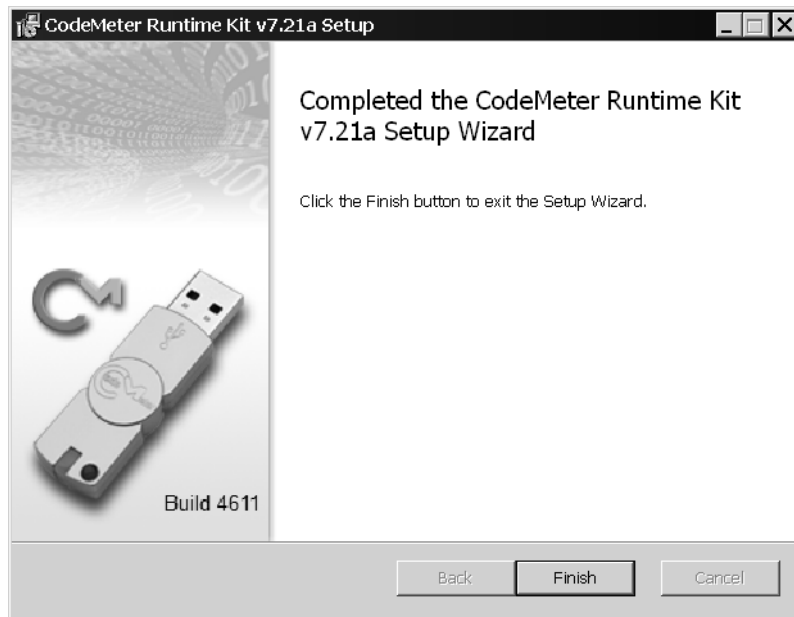 CodeMeter Runtime Kit v7.21a Setup
Completed the CodeMeter Runtime Kit
v7.21a Setup Wizard
Click the Finish button to exit the Setup Wizard.
Build 4611
Back
Finish
Cancel